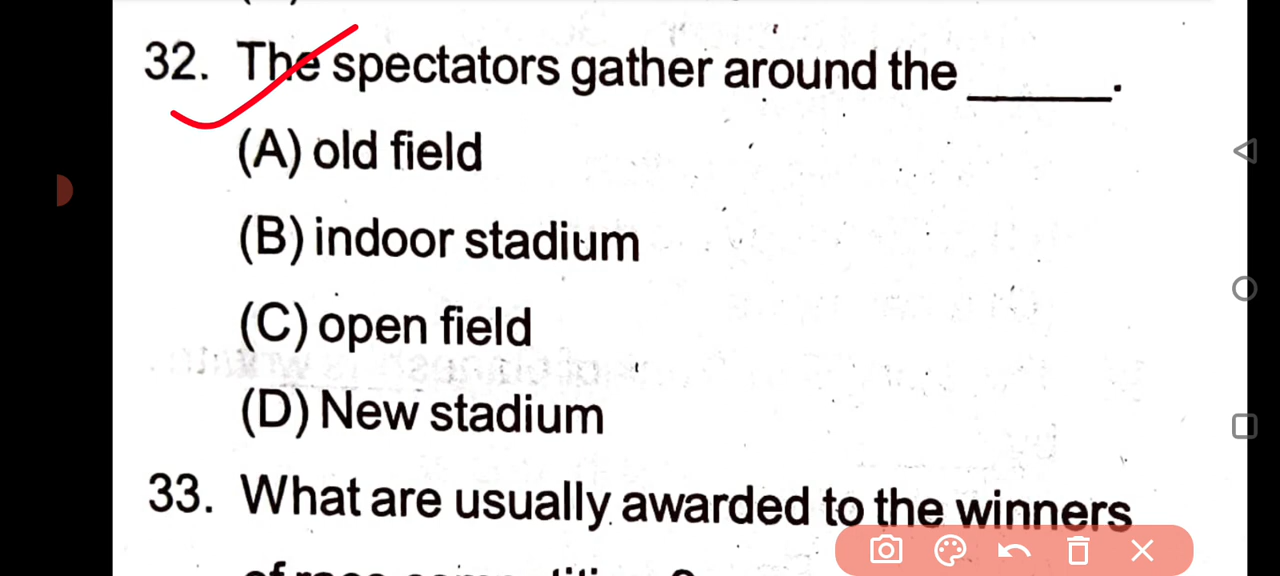 32. The spectators gather around the ______.
(A) old field
(B) indoor stadium
(C) open field
(D) New stadium
33. What are usually awarded to the winners